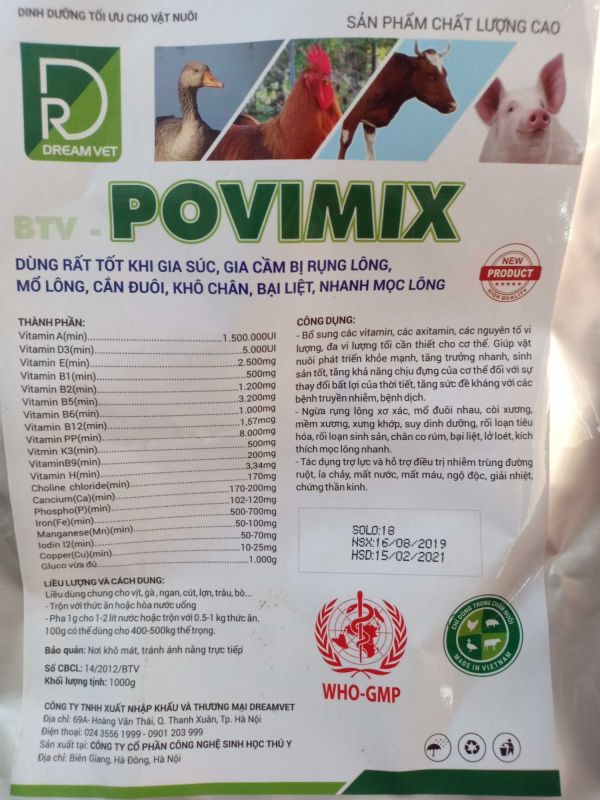 DINH DƯỠNG TỐI ƯU CHO VẬT NUÔI
SẢN PHẨM CHẤT LƯỢNG CAO
DR
DREAM VET
BTV - POVIMIX
DÙNG RẤT TỐT KHI GIA SÚC, GIA CẦM BỊ RỤNG LÔNG,
MỔ LÔNG, CẮN ĐUÔI, KHÔ CHÂN, BẠI LIỆT, NHANH MỌC LÔNG
NEW
PRODUCT
HIGH QUALITY
THÀNH PHẦN:
Vitamin A(min)......1.500.000UI
Vitamin D3(min)......5.000UI
Vitamin E(min)......2.500mg
Vitamin B1(min)......500mg
Vitamin B2(min)......1.200mg
Vitamin B5(min)......3.200mg
Vitamin B6(min)......1.000mg
Vitamin B12(min)......1,57mcg
Vitamin PP(min)......8.000mg
Vitmin K3(min)......500mg
VitaminB9(min)......200mg
Vitamin H(min)......3,34mg
Choline chloride(min)......170mg
Cancium(Ca)(min)......170-200mg
Phospho(P)(min)......102-120mg
Iron(Fe)(min)......500-700mg
Manganese(Mn)(min)......50-100mg
Iodin I2(min)......50-70mg
Copper(Cu)(min)......10-25mg
Gluco vừa đủ......1.000g
CÔNG DỤNG:
- Bổ sung các vitamin, các axitamin, các nguyên tố vi
lượng, đa vi lượng tối cần thiết cho cơ thể. Giúp vật
nuôi phát triển khỏe mạnh, tăng trưởng nhanh, sinh
sản tốt, tăng khả năng chịu đựng của cơ thể đối với sự
thay đổi bất lợi của thời tiết, tăng sức đề kháng với các
bệnh truyền nhiễm, bệnh dịch.
- Ngừa rụng lông xơ xác, mổ đuôi nhau, còi xương,
mềm xương, xưng khớp, suy dinh dưỡng, rối loạn tiêu
hóa, rối loạn sinh sản, chân co rúm, bại liệt, lở loét, kích
thích mọc lông nhanh.
- Tác dụng trợ lực và hỗ trợ điều trị nhiễm trùng đường
ruột, ỉa chảy, mất nước, mất máu, ngộ độc, giải nhiệt,
chứng thần kinh.
SOLO:18
NSX:16/08/2019
HSD:15/02/2021
LIỀU LƯỢNG VÀ CÁCH DUNG:
Liều dùng chung cho vịt, gà, ngan, cút, lợn, trâu, bò...
- Trộn với thức ăn hoặc hòa nước uống
- Pha 1g cho 1-2 lít nước hoặc trộn với 0.5-1 kg thức ăn.
100g có thể dùng cho 400-500kg thể trọng.
Bảo quản: Nơi khô mát, tránh ánh nắng trực tiếp
Số CBCL: 14/2012/BTV
Khối lượng tịnh: 1000g
WHO-GMP
CHỈ DÙNG TRONG CHĂN NUÔI
MADE IN VIETNAM
CÔNG TY TNHH XUẤT NHẬP KHẨU VÀ THƯƠNG MẠI DREAMVET
Địa chỉ: 69A- Hoàng Văn Thái, Q. Thanh Xuân, Tp. Hà Nội
Điện thoại: 024 3556 1999 - 0901 203 999
Sản xuất tại: CÔNG TY CỔ PHẦN CÔNG NGHỆ SINH HỌC THÚ Y
Địa chỉ: Biên Giang, Hà Đông, Hà Nội